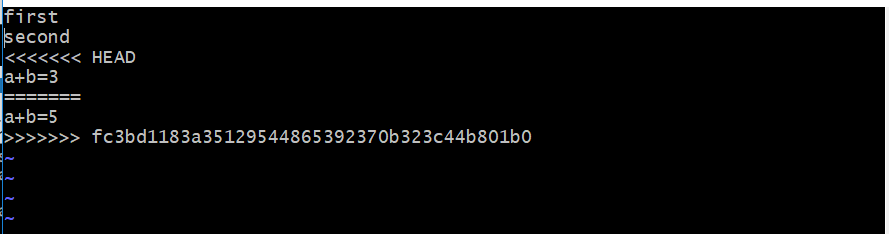 first
second
<<<<<<< HEAD
a+b=3
=======
a+b=5
>>>>>>> fc3bd1183a35129544865392370b323c44b801b0
~
~
~
~